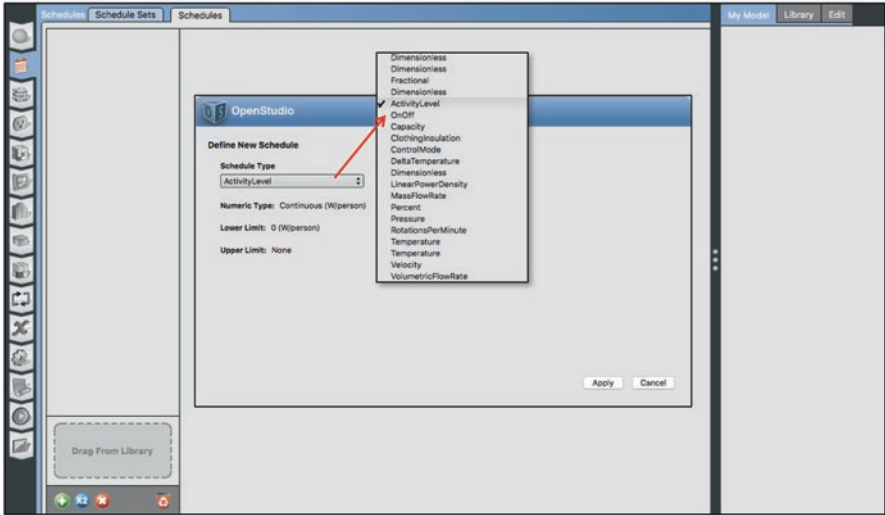 Schedules Schedule Sets Schedules
My Model Library Edit
Dimensionless
Dimensionless
Fractional
Dimensionless
ActivityLevel
OnOff
Capacity
ClothingInsulation
ControlMode
DeltaTemperature
Dimensionless
LinearPowerDensity
MassFlowRate
Percent
Pressure
RotationsPerMinute
Temperature
Temperature
Velocity
VolumetricFlowRate
OS OpenStudio
Define New Schedule
Schedule Type
ActivityLevel
Numeric Type: Continuous (W/person)
Lower Limit: 0 (W/person)
Upper Limit: None
Apply Cancel
Drag From Library
X2